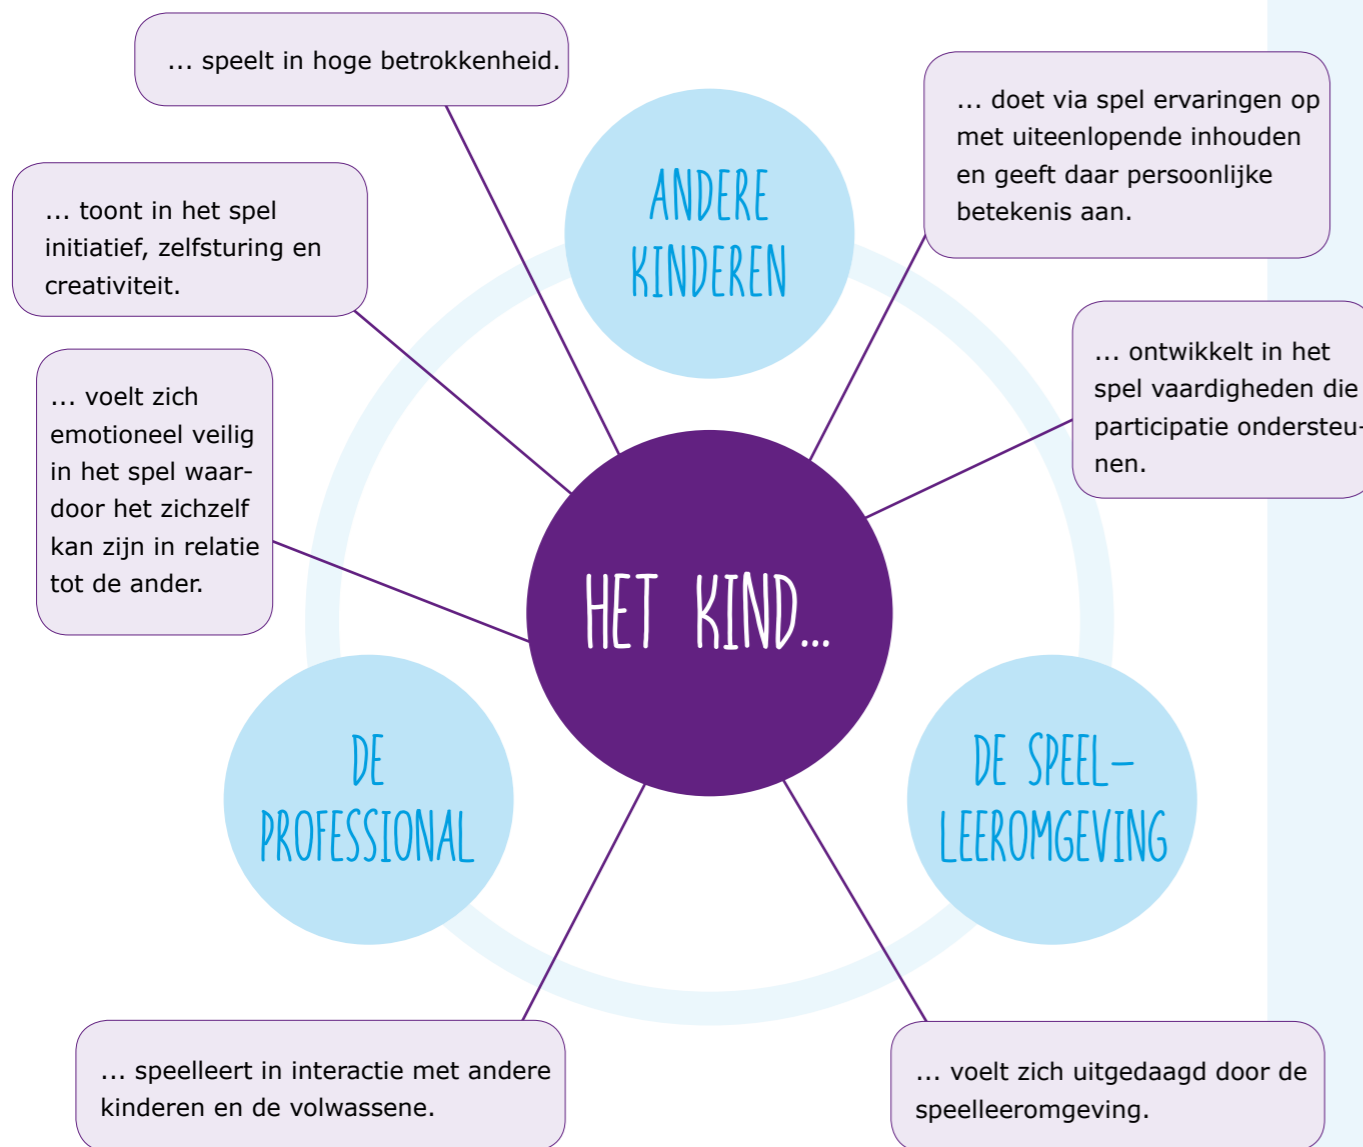 ... speelt in hoge betrokkenheid.
... doet via spel ervaringen op
met uiteenlopende inhouden
en geeft daar persoonlijke
betekenis aan.
ANDERE
KINDEREN
... toont in het spel
initiatief, zelfsturing en
creativiteit.
... ontwikkelt in het
spel vaardigheden die
participatie ondersteu-
nen.
... voelt zich
emotioneel veilig
in het spel waar-
door het zichzelf
kan zijn in relatie
tot de ander.
HET KIND...
DE
PROFESSIONAL
DE SPEEL-
LEEROMGEVING
... speelleert in interactie met andere
kinderen en de volwassene.
... voelt zich uitgedaagd door de
speelleeromgeving.